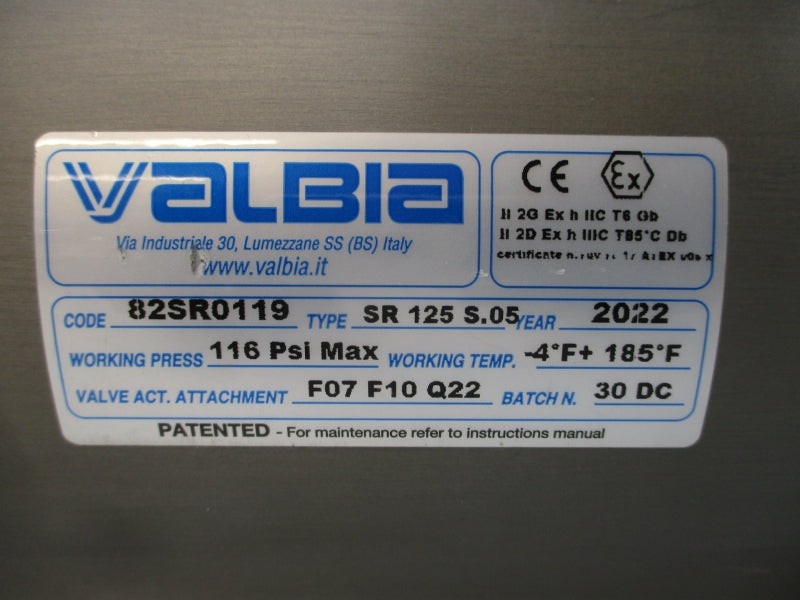 VALBIA
Via Industriale 30, Lumezzane SS (BS) Italy
www.valbia.it
CE Ex
II 2G Ex h IIC T6 Gb
II 2D Ex h IIIC T85°C Db
certificate
CODE 82SR0119 TYPE SR 125 S.05 YEAR 2022
WORKING PRESS 116 Psi Max WORKING TEMP. -4°F+ 185°F
VALVE ACT. ATTACHMENT F07 F10 Q22 BATCH N. 30 DC
PATENTED - For maintenance refer to instructions manual